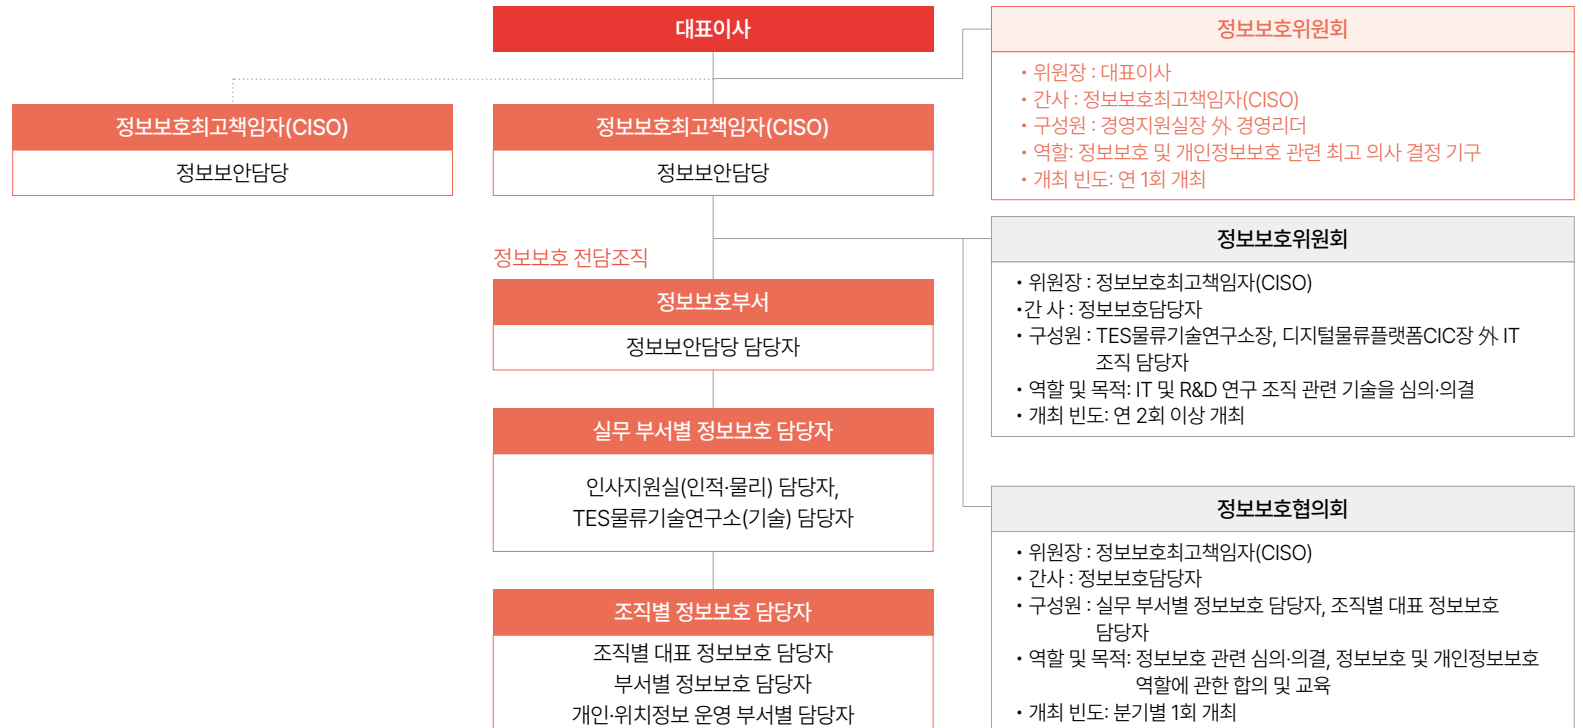 대표이사
정보보호최고책임자(CISO)
정보보안담당
정보보호최고책임자(CISO)
정보보안담당
정보보호 전담조직
정보보호부서
정보보안담당 담당자
실무 부서별 정보보호 담당자
인사지원실(인적·물리) 담당자,
TES물류기술연구소(기술) 담당자
조직별 정보보호 담당자
조직별 대표 정보보호 담당자
부서별 정보보호 담당자
개인·위치정보 운영 부서별 담당자
정보보호위원회
• 위원장 : 대표이사
• 간사 : 정보보호최고책임자(CISO)
• 구성원 : 경영지원실장 外 경영리더
• 역할: 정보보호 및 개인정보보호 관련 최고 의사 결정 기구
• 개최 빈도: 연 1회 개최
정보보호위원회
• 위원장 : 정보보호최고책임자(CISO)
•간 사 : 정보보호담당자
• 구성원 : TES물류기술연구소장, 디지털물류플랫폼CIC장 外 IT
조직 담당자
• 역할 및 목적: IT 및 R&D 연구 조직 관련 기술을 심의·의결
• 개최 빈도: 연 2회 이상 개최
정보보호협의회
• 위원장 : 정보보호최고책임자(CISO)
• 간사 : 정보보호담당자
• 구성원 : 실무 부서별 정보보호 담당자, 조직별 대표 정보보호
담당자
• 역할 및 목적: 정보보호 관련 심의·의결, 정보보호 및 개인정보보호
역할에 관한 합의 및 교육
• 개최 빈도: 분기별 1회 개최